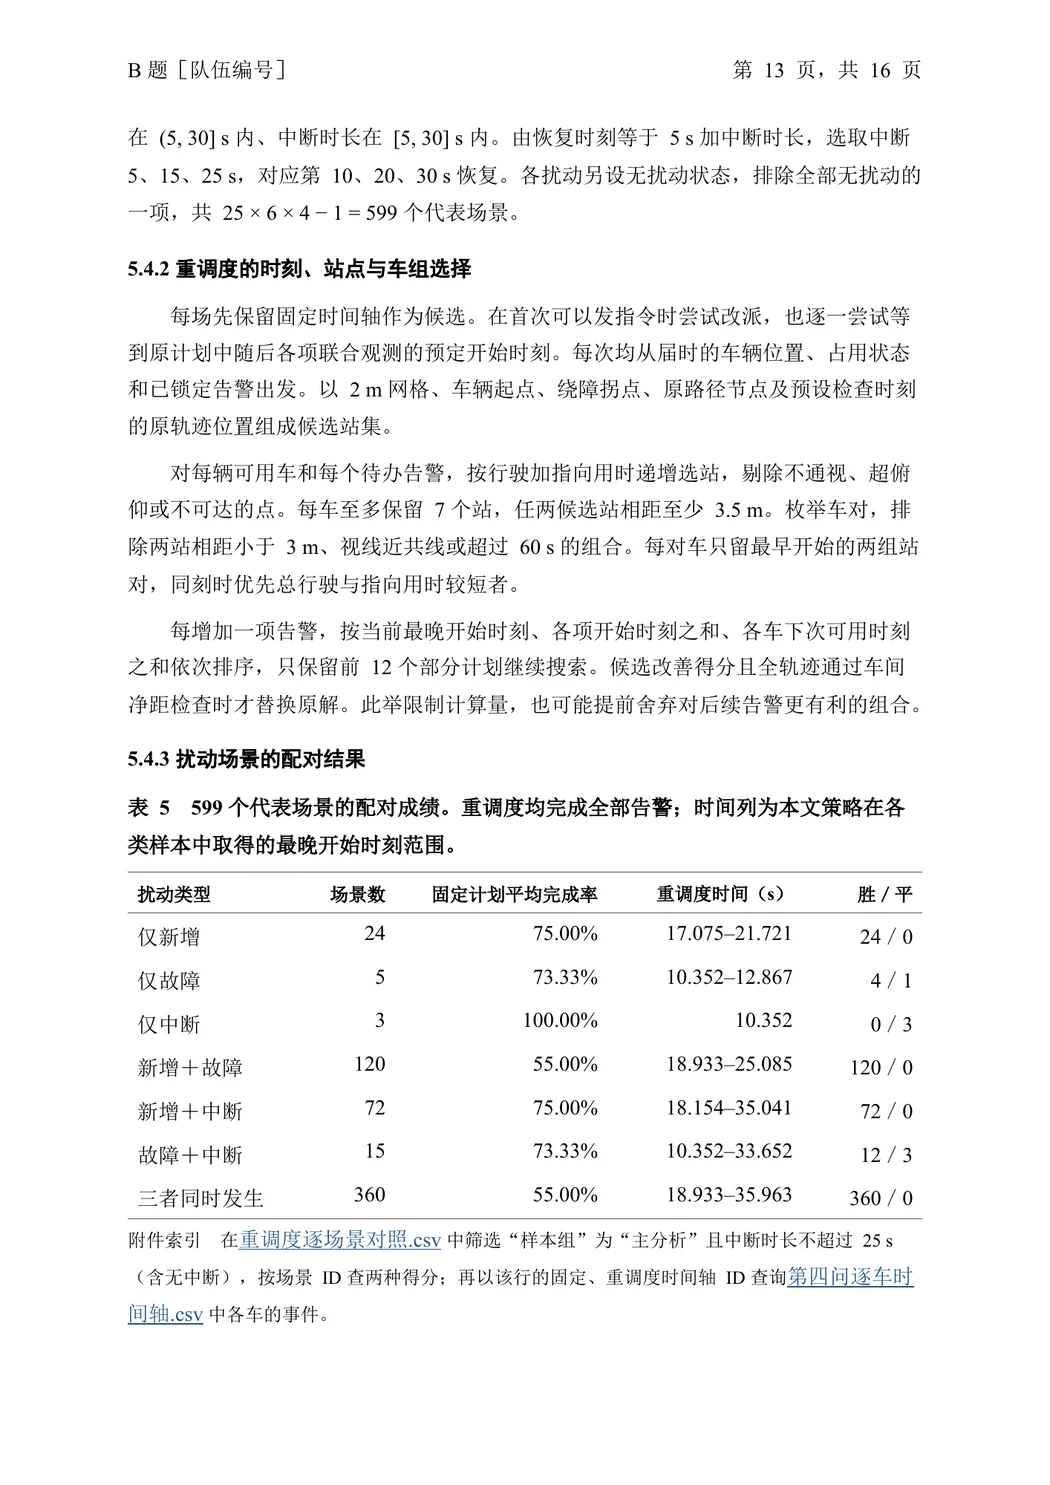 B 题［队伍编号］ 第 13 页，共 16 页
在 (5, 30] s 内、中断时长在 [5, 30] s 内。由恢复时刻等于 5 s 加中断时长，选取中断
5、15、25 s，对应第 10、20、30 s 恢复。各扰动另设无扰动状态，排除全部无扰动的
一项，共 25 × 6 × 4 − 1 = 599 个代表场景。
5.4.2 重调度的时刻、站点与车组选择
每场先保留固定时间轴作为候选。在首次可以发指令时尝试改派，也逐一尝试等
到原计划中随后各项联合观测的预定开始时刻。每次均从届时的车辆位置、占用状态
和已锁定告警出发。以 2 m 网格、车辆起点、绕障拐点、原路径节点及预设检查时刻
的原轨迹位置组成候选站集。
对每辆可用车和每个待办告警，按行驶加指向用时递增选站，剔除不通视、超俯
仰或不可达的点。每车至多保留 7 个站，任两候选站相距至少 3.5 m。枚举车对，排
除两站相距小于 3 m、视线近共线或超过 60 s 的组合。每对车只留最早开始的两组站
对，同刻时优先总行驶与指向用时较短者。
每增加一项告警，按当前最晚开始时刻、各项开始时刻之和、各车下次可用时刻
之和依次排序，只保留前 12 个部分计划继续搜索。候选改善得分且全轨迹通过车间
净距检查时才替换原解。此举限制计算量，也可能提前舍弃对后续告警更有利的组合。
5.4.3 扰动场景的配对结果
表 5 599 个代表场景的配对成绩。重调度均完成全部告警；时间列为本文策略在各
类样本中取得的最晚开始时刻范围。
扰动类型 场景数 固定计划平均完成率 重调度时间（s） 胜 / 平
仅新增 24 75.00% 17.075–21.721 24 / 0
仅故障 5 73.33% 10.352–12.867 4 / 1
仅中断 3 100.00% 10.352 0 / 3
新增＋故障 120 55.00% 18.933–25.085 120 / 0
新增＋中断 72 75.00% 18.154–35.041 72 / 0
故障＋中断 15 73.33% 10.352–33.652 12 / 3
三者同时发生 360 55.00% 18.933–35.963 360 / 0
附件索引 在重调度逐场景对照.csv 中筛选“样本组”为“主分析”且中断时长不超过 25 s
（含无中断），按场景 ID 查两种得分；再以该行的固定、重调度时间轴 ID 查询第四问逐车时
间轴.csv 中各车的事件。